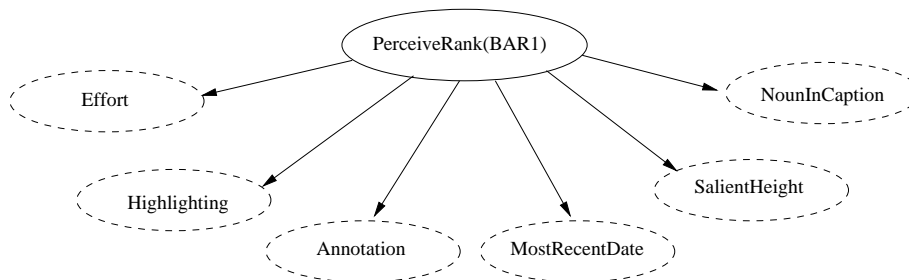 PerceiveRank(BAR1)
Effort
NounInCaption
Highlighting
SalientHeight
Annotation
MostRecentDate